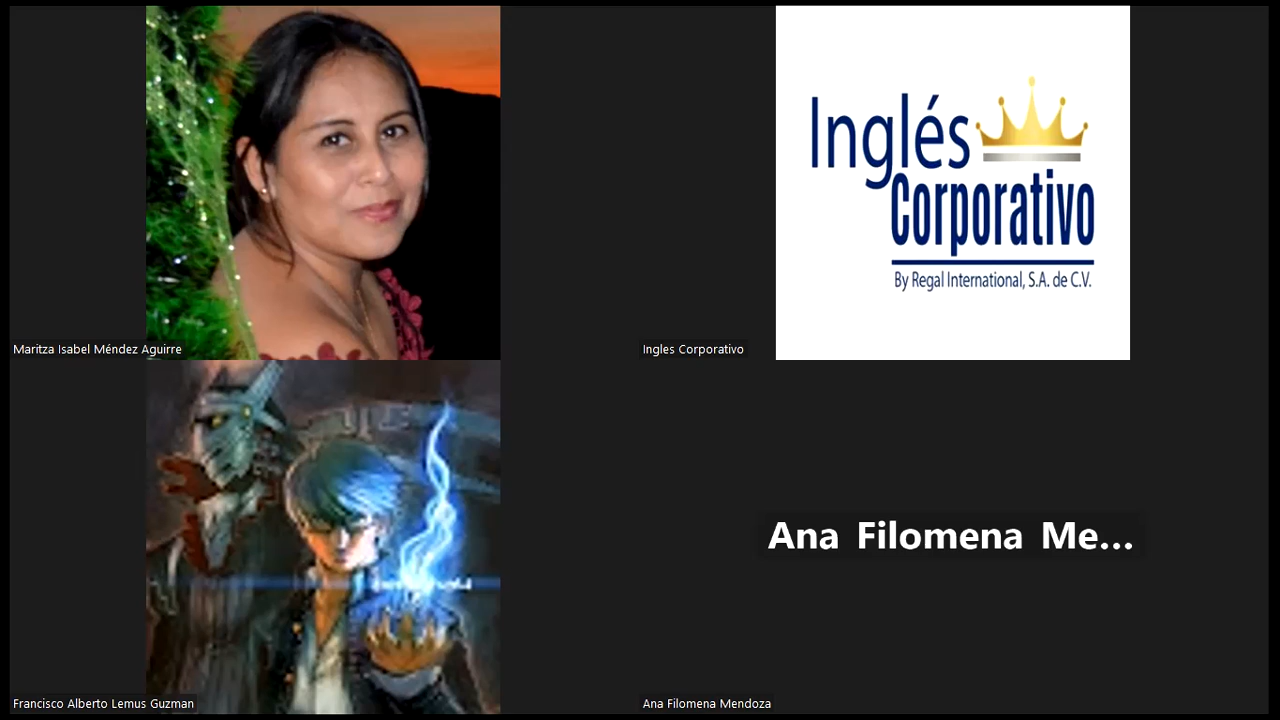 Inglés
Corporativo
By Regal International, S.A. de C.V.
Maritza Isabel Méndez Aguirre
Ingles Corporativo
Ana Filomena Me...
Francisco Alberto Lemus Guzman
Ana Filomena Mendoza